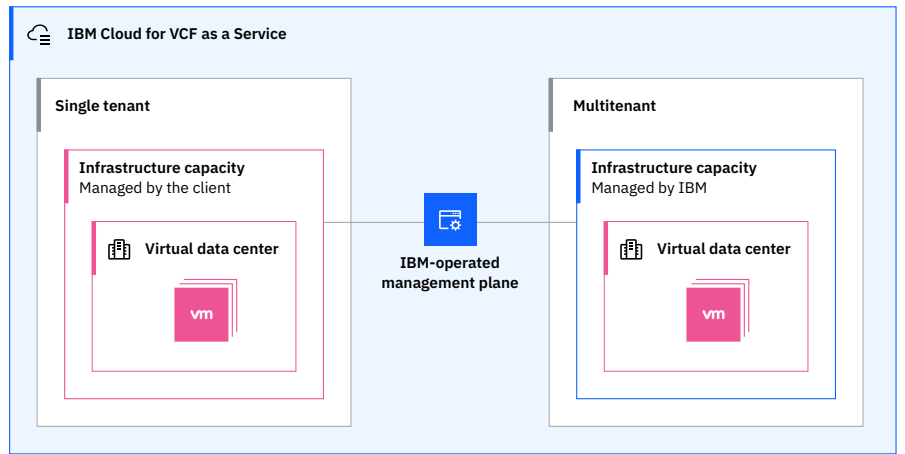 IBM Cloud for VCF as a Service
Single tenant
Infrastructure capacity
Managed by the client
Virtual data center
vm
IBM-operated
management plane
Multitenant
Infrastructure capacity
Managed by IBM
Virtual data center
vm